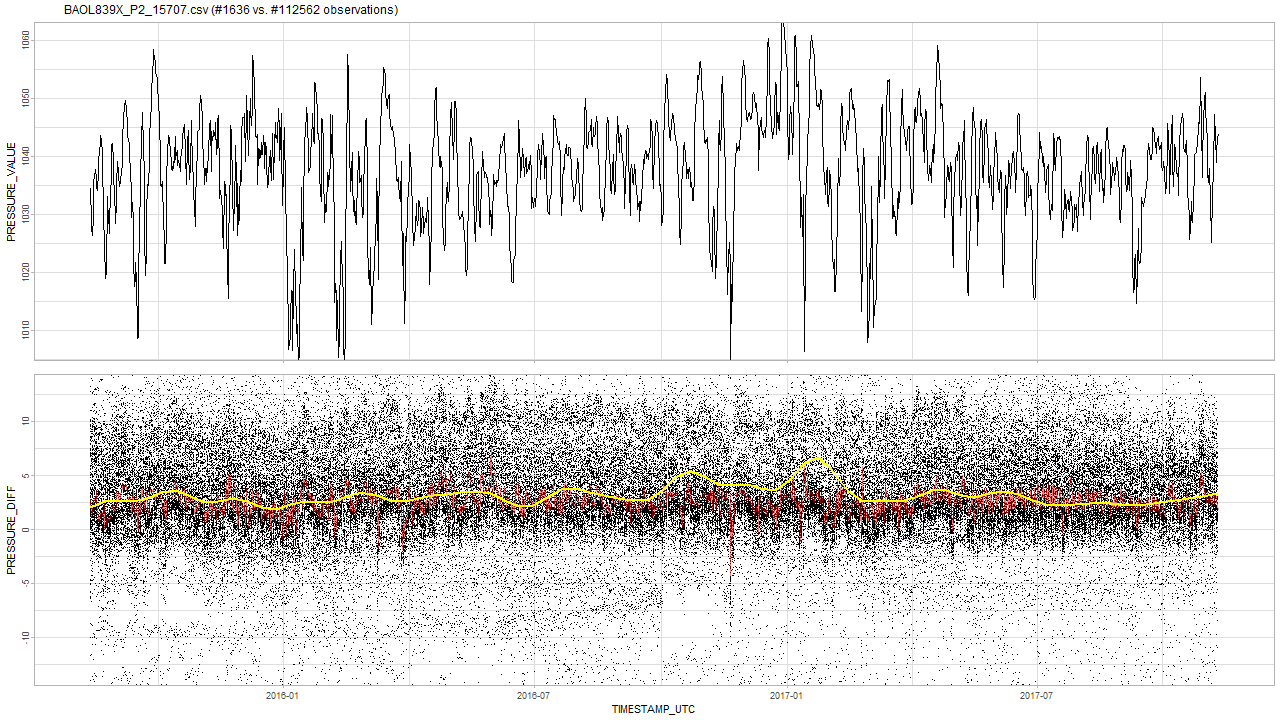 BAOL839X_P2_15707.csv (#1636 vs. #112562 observations)
1060
1050
1040
1030
1020
1010
PRESSURE_VALUE
10
5
0
-5
-10
PRESSURE_DIFF
2016-01 2016-07 2017-01 2017-07
TIMESTAMP_UTC